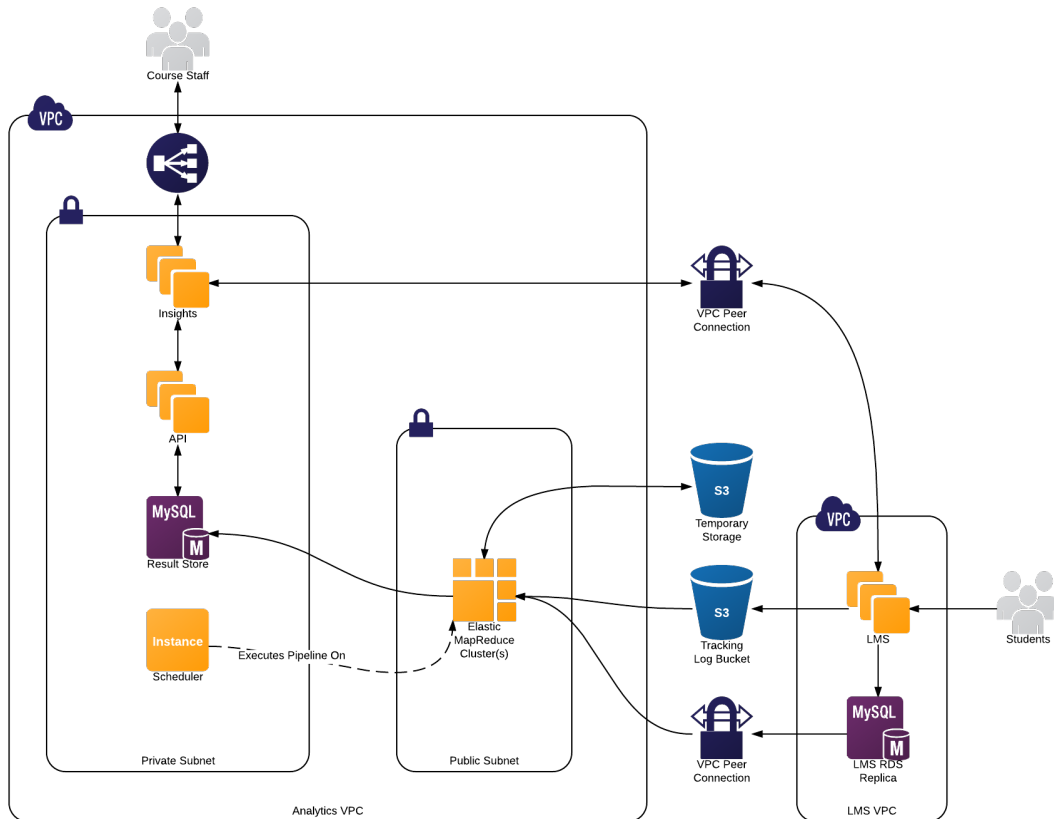 Course Staff
VPC
Insights
VPC Peer
Connection
API
S3
Temporary
Storage
MySQL
M
Result Store
VPC
Elastic
MapReduce
Cluster(s)
S3
Tracking
Log Bucket
LMS
Students
Instance
Scheduler
Executes Pipeline On
MySQL
M
LMS RDS
Replica
VPC Peer
Connection
Private Subnet
Public Subnet
Analytics VPC
LMS VPC